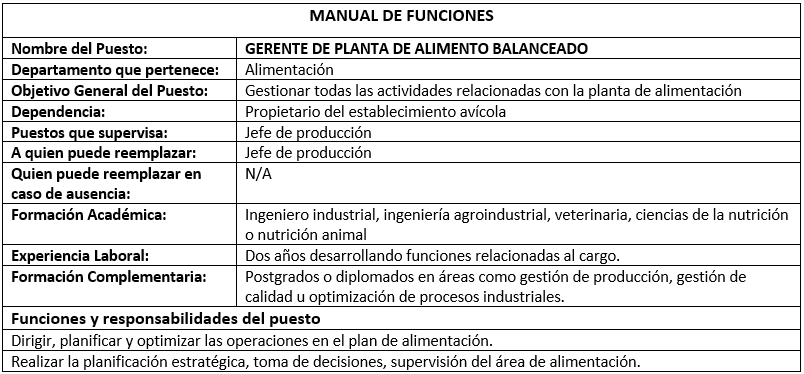 MANUAL DE FUNCIONES
Nombre del Puesto: GERENTE DE PLANTA DE ALIMENTO BALANCEADO
Departamento que pertenece: Alimentación
Objetivo General del Puesto: Gestionar todas las actividades relacionadas con la planta de alimentación
Dependencia: Propietario del establecimiento avícola
Puestos que supervisa: Jefe de producción
A quien puede reemplazar: Jefe de producción
Quien puede reemplazar en N/A
caso de ausencia:
Formación Académica: Ingeniero industrial, ingeniería agroindustrial, veterinaria, ciencias de la nutrición
o nutrición animal
Experiencia Laboral: Dos años desarrollando funciones relacionadas al cargo.
Formación Complementaria: Postgrados o diplomados en áreas como gestión de producción, gestión de
calidad u optimización de procesos industriales.
Funciones y responsabilidades del puesto
Dirigir, planificar y optimizar las operaciones en el plan de alimentación.
Realizar la planificación estratégica, toma de decisiones, supervisión del área de alimentación.